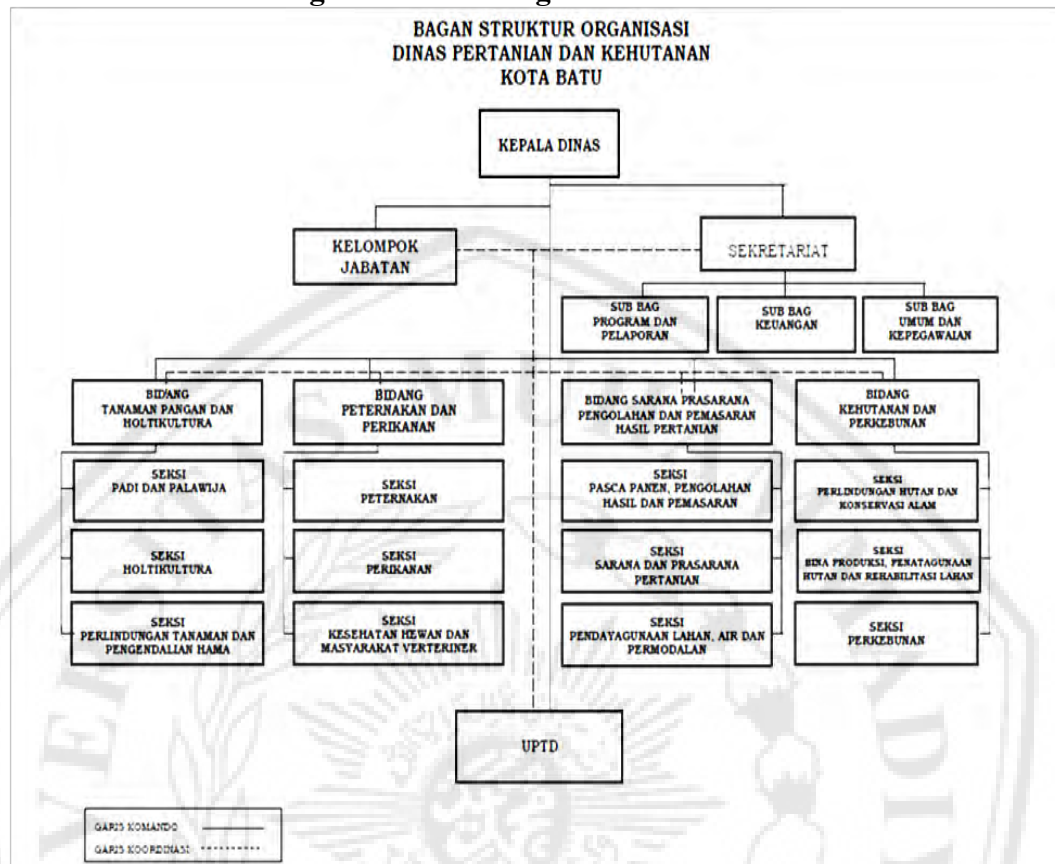 BAGAN STRUKTUR ORGANISASI
DINAS PERTANIAN DAN KEHUTANAN
KOTA BATU
KEPALA DINAS
KELOMPOK
JABATAN
SEKRETARIAT
SUB BAG
PROGRAM DAN
PELAPORAN
SUB BAG
KEUANGAN
SUB BAG
UMUM DAN
KEPEGAWAIAN
BIDANG
TANAMAN PANGAN DAN
HOLTIKULTURA
BIDANG
PETERNAKAN DAN
PERIKANAN
BIDANG SARANA PRASARANA
PENGOLAHAN DAN PEMASARAN
HASIL PERTANIAN
BIDANG
KEHUTANAN DAN
PERKEBUNAN
SEKSI
PADI DAN PALAWIJA
SEKSI
PETERNAKAN
SEKSI
PASCA PANEN, PENGOLAHAN
HASIL DAN PEMASARAN
SEKSI
PERLINDUNGAN HUTAN DAN
KONSERVASI ALAM
SEKSI
HOLTIKULTURA
SEKSI
PERIKANAN
SEKSI
SARANA DAN PRASARANA
PERTANIAN
SEKSI
BINA PRODUKSI, PENATAGUNAAN
HUTAN DAN REHABILITASI LAHAN
SEKSI
PERLINDUNGAN TANAMAN DAN
PENGENDALIAN HAMA
SEKSI
KESEHATAN HEWAN DAN
MASYARAKAT VERTERINER
SEKSI
PENDAYAGUNAAN LAHAN, AIR DAN
PERMODALAN
SEKSI
PERKEBUNAN
UPTD
GARIS KOMANDO
GARIS KOORDINASI